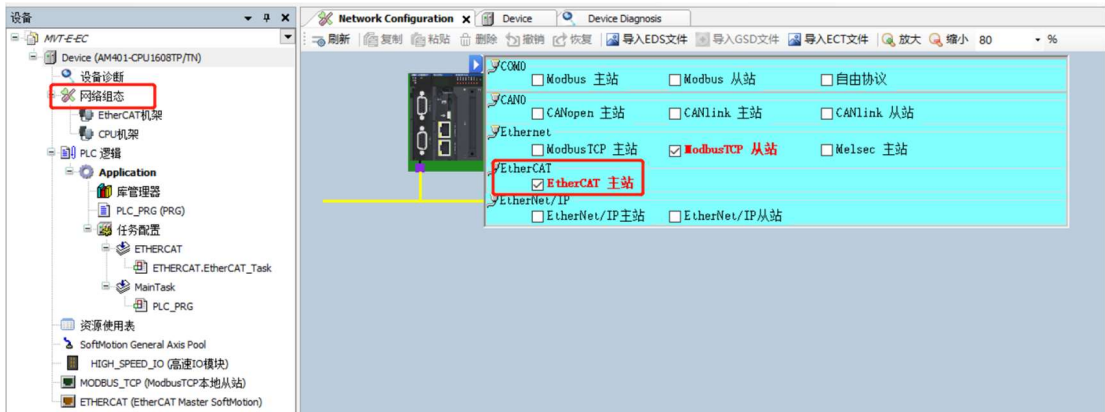 设备
MVT-E-EC
Device (AM401-CPU1608TP/TN)
设备诊断
网络组态
EtherCAT机架
CPU机架
PLC 逻辑
Application
库管理器
PLC_PRG (PRG)
任务配置
ETHERCAT
ETHERCAT.EtherCAT_Task
MainTask
PLC_PRG
资源使用表
SoftMotion General Axis Pool
HIGH_SPEED_IO (高速IO模块)
MODBUS_TCP (ModbusTCP本地从站)
ETHERCAT (EtherCAT Master SoftMotion)
Network Configuration Device Device Diagnosis
刷新 复制 粘贴 删除 撤销 恢复 导入EDS文件 导入GSD文件 导入ECT文件 放大 缩小 80 %
COM0
Modbus 主站 Modbus 从站 自由协议
CAN0
CANopen 主站 CANlink 主站 CANlink 从站
Ethernet
ModbusTCP 主站 ModbusTCP 从站 Melsec 主站
EtherCAT
EtherCAT 主站
EtherNet/IP
EtherNet/IP主站 EtherNet/IP从站